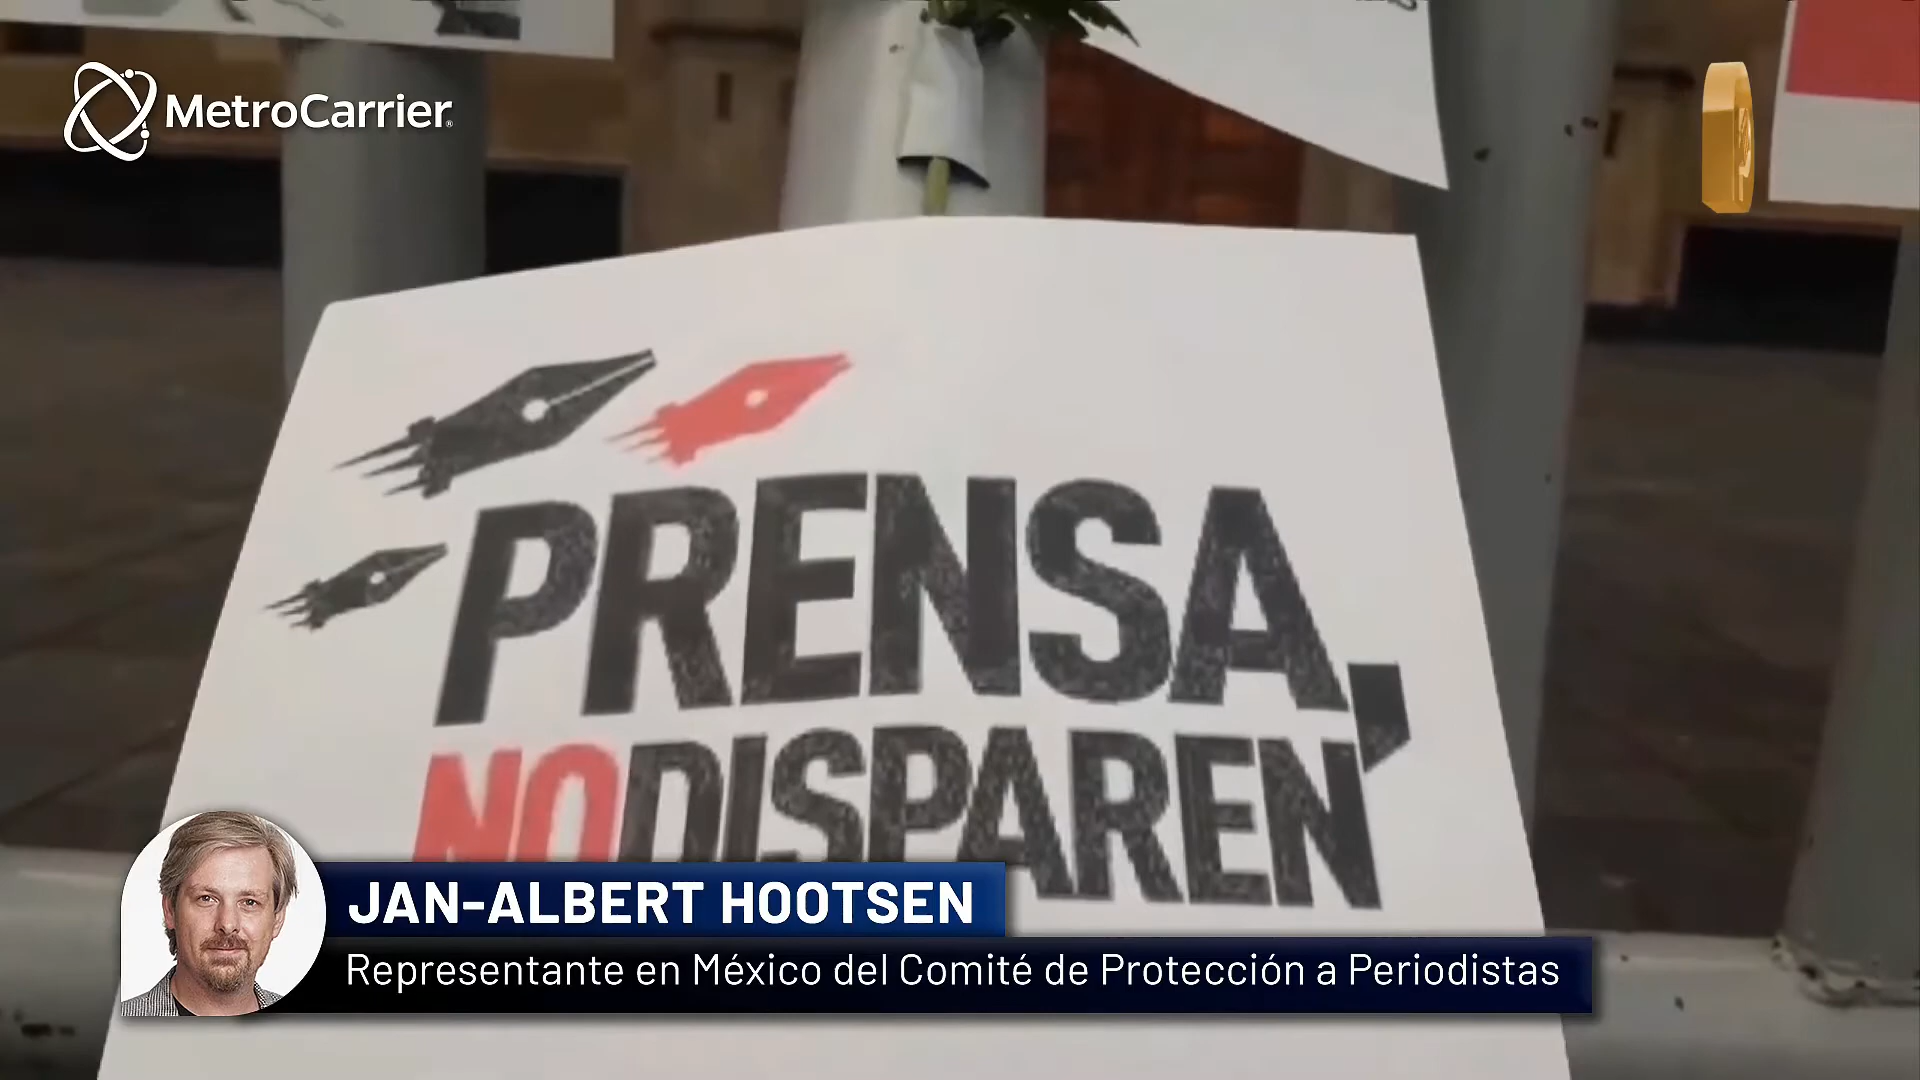 MetroCarrier
PRENSA,
NO DISPAREN
JAN-ALBERT HOOTSEN
Representante en México del Comité de Protección a Periodistas